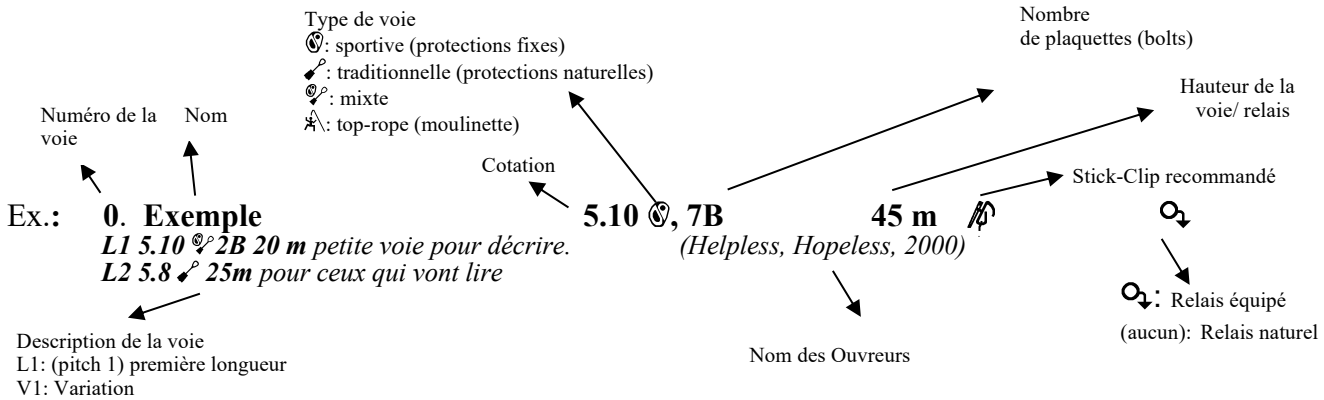 Type de voie
: sportive (protections fixes)
: traditionnelle (protections naturelles)
: mixte
: top-rope (moulinette)
Nombre
de plaquettes (bolts)
Hauteur de la
voie/ relais
Numéro de la
voie
Nom
Cotation
Stick-Clip recommandé
Ex.: 0. Exemple 5.10 , 7B 45 m
L1 5.10 2B 20 m petite voie pour décrire. (Helpless, Hopeless, 2000)
L2 5.8 25m pour ceux qui vont lire
: Relais équipé
(aucun): Relais naturel
Description de la voie
L1: (pitch 1) première longueur
V1: Variation
Nom des Ouvreurs